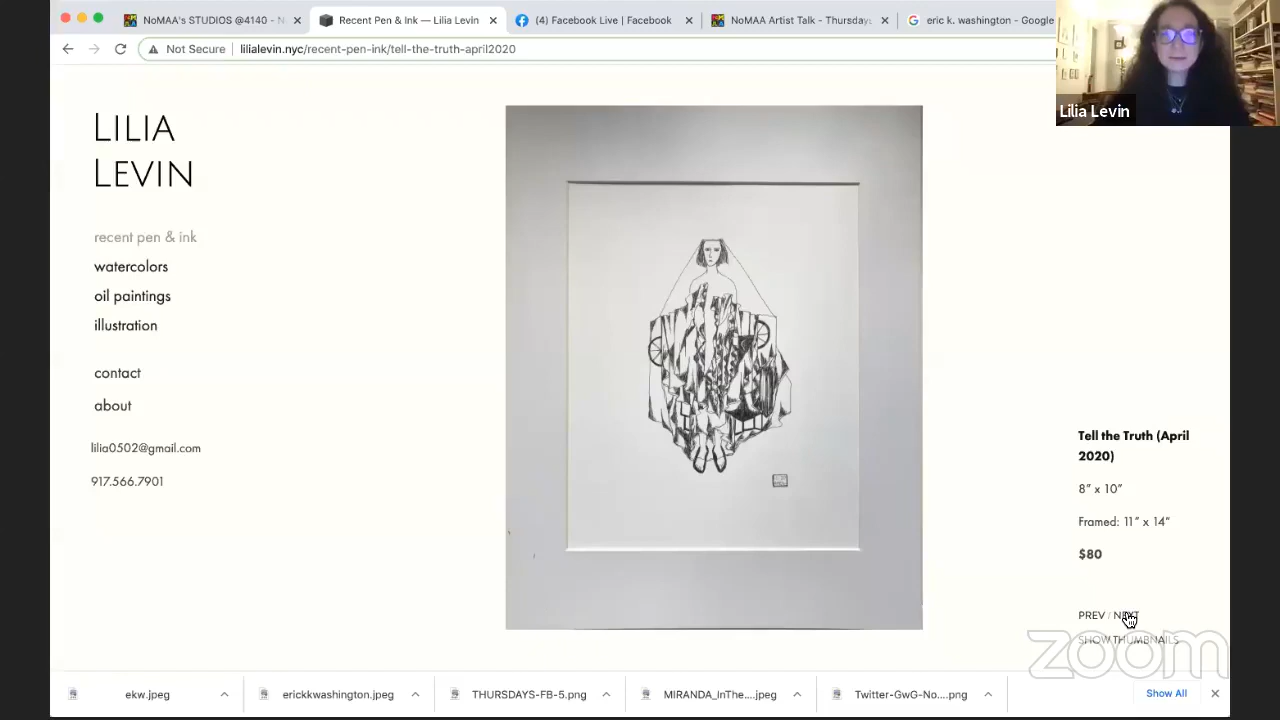 NoMAA's STUDIOS @4140 - N
Recent Pen & Ink — Lilia Levin
(4) Facebook Live | Facebook
NoMAA Artist Talk - Thursday
eric k. washington - Google
Not Secure
lilialevin.nyc/recent-pen-ink/tell-the-truth-april2020
Lilia Levin
LILIA
LEVIN
recent pen & ink
watercolors
oil paintings
illustration
contact
about
lilia0502@gmail.com
917.566.7901
Tell the Truth (April
2020)
8" x 10"
Framed: 11" x 14"
$80
PREV / NEXT
SHOW THUMBNAILS
zoom
ekw.jpeg
erickkwashington.jpeg
THURSDAYS-FB-5.png
MIRANDA_InThe....jpeg
Twitter-GwG-No....png
Show All